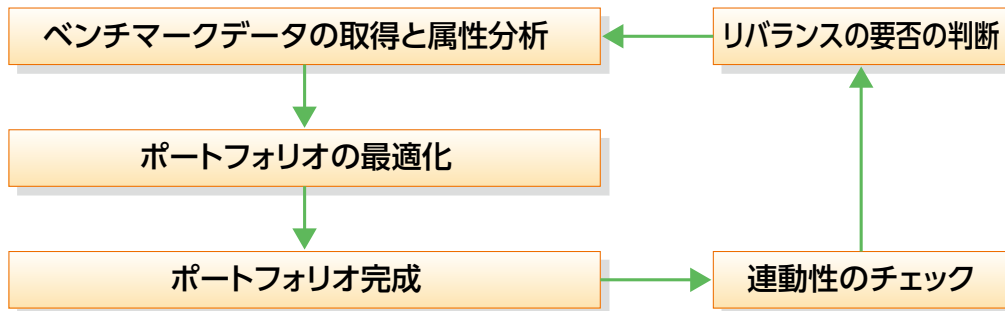 ベンチマークデータの取得と属性分析
リバランスの要否の判断
ポートフォリオの最適化
ポートフォリオ完成
連動性のチェック